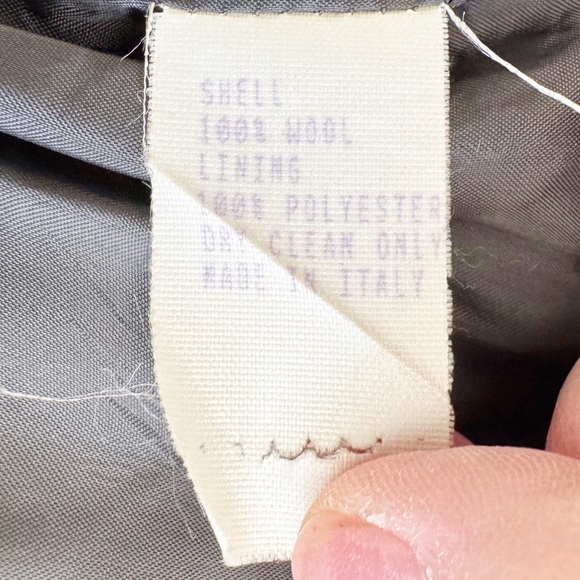 SHELL
100% WOOL
LINING
100% POLYESTER
DRY CLEAN ONLY
MADE IN ITALY